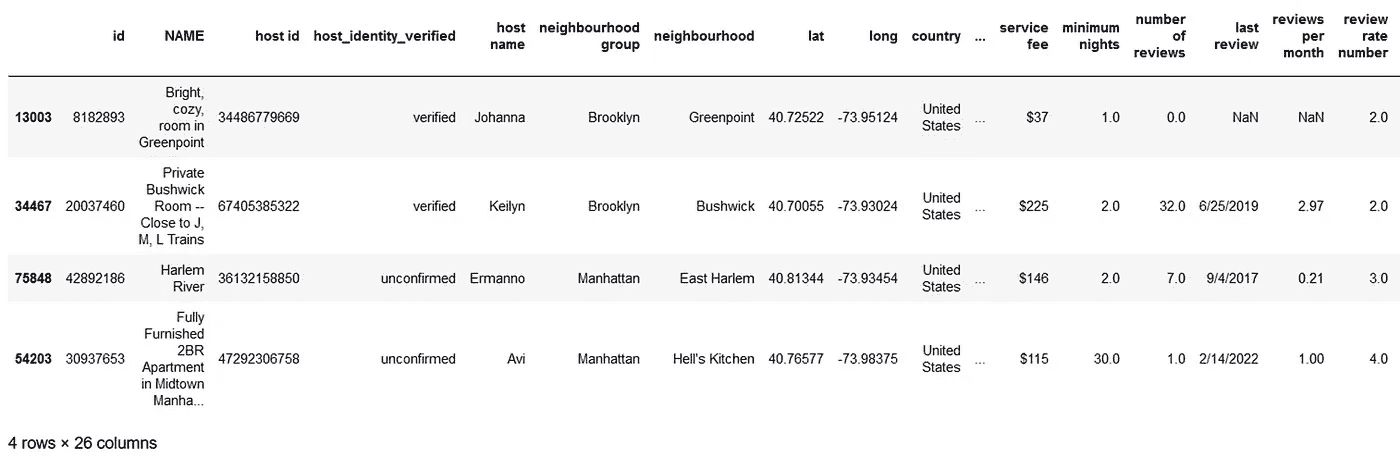 id NAME host id host_identity_verified host name neighbourhood group neighbourhood lat long country ... service fee minimum nights number of reviews last review reviews per month review rate number
13003 8182893 Bright, cozy, room in Greenpoint 34486779669 verified Johanna Brooklyn Greenpoint 40.72522 -73.95124 United States ... $37 1.0 0.0 NaN NaN 2.0
34467 20037460 Private Bushwick Room -- Close to J, M, L Trains 67405385322 verified Keilyn Brooklyn Bushwick 40.70055 -73.93024 United States ... $225 2.0 32.0 6/25/2019 2.97 2.0
75848 42892186 Harlem River 36132158850 unconfirmed Ermanno Manhattan East Harlem 40.81344 -73.93454 United States ... $146 2.0 7.0 9/4/2017 0.21 3.0
54203 30937653 Fully Furnished 2BR Apartment in Midtown Manha... 47292306758 unconfirmed Avi Manhattan Hell's Kitchen 40.76577 -73.98375 United States ... $115 30.0 1.0 2/14/2022 1.00 4.0
4 rows × 26 columns